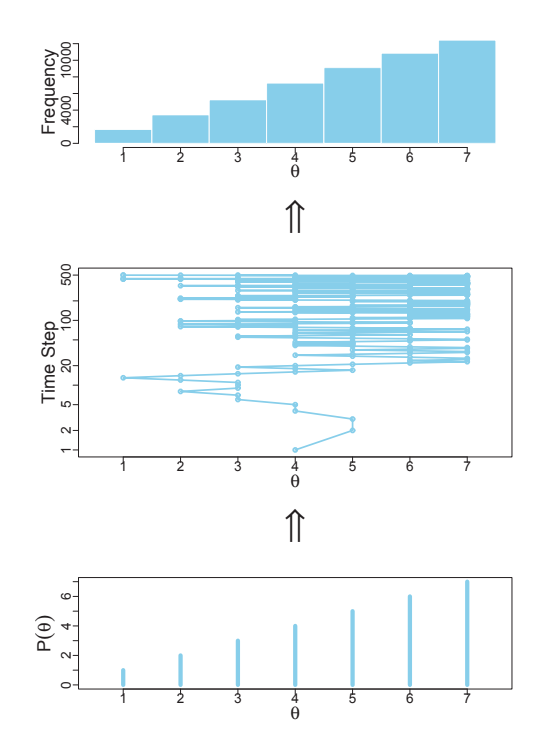 Frequency
0 4000 10000
1 2 3 4 5 6 7
θ
⇑
Time Step
1 2 5 20 100 500
1 2 3 4 5 6 7
θ
⇑
P(θ)
0 2 4 6
1 2 3 4 5 6 7
θ